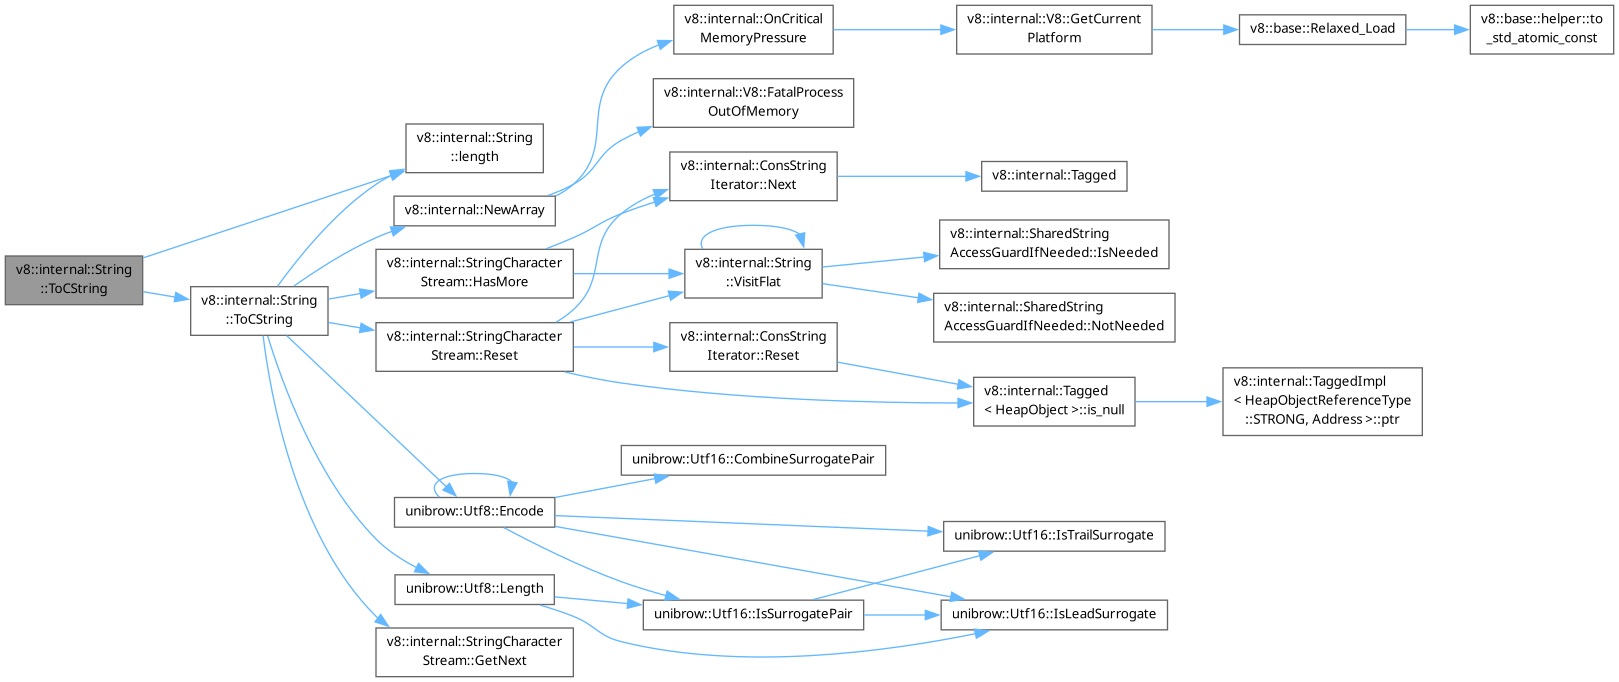 v8::internal::String
::ToCString
v8::internal::String
::ToCString
v8::internal::String
::length
v8::internal::NewArray
v8::internal::StringCharacter
Stream::HasMore
v8::internal::StringCharacter
Stream::Reset
unibrow::Utf8::Encode
unibrow::Utf8::Length
v8::internal::StringCharacter
Stream::GetNext
v8::internal::OnCritical
MemoryPressure
v8::internal::V8::FatalProcess
OutOfMemory
v8::internal::ConsString
Iterator::Next
v8::internal::String
::VisitFlat
v8::internal::ConsString
Iterator::Reset
unibrow::Utf16::CombineSurrogatePair
unibrow::Utf16::IsSurrogatePair
v8::internal::V8::GetCurrent
Platform
v8::internal::Tagged
v8::internal::SharedString
AccessGuardIfNeeded::IsNeeded
v8::internal::SharedString
AccessGuardIfNeeded::NotNeeded
v8::internal::Tagged
< HeapObject >::is_null
unibrow::Utf16::IsTrailSurrogate
unibrow::Utf16::IsLeadSurrogate
v8::base::Relaxed_Load
v8::internal::TaggedImpl
< HeapObjectReferenceType
::STRONG, Address >::ptr
v8::base::helper::to
_std_atomic_const